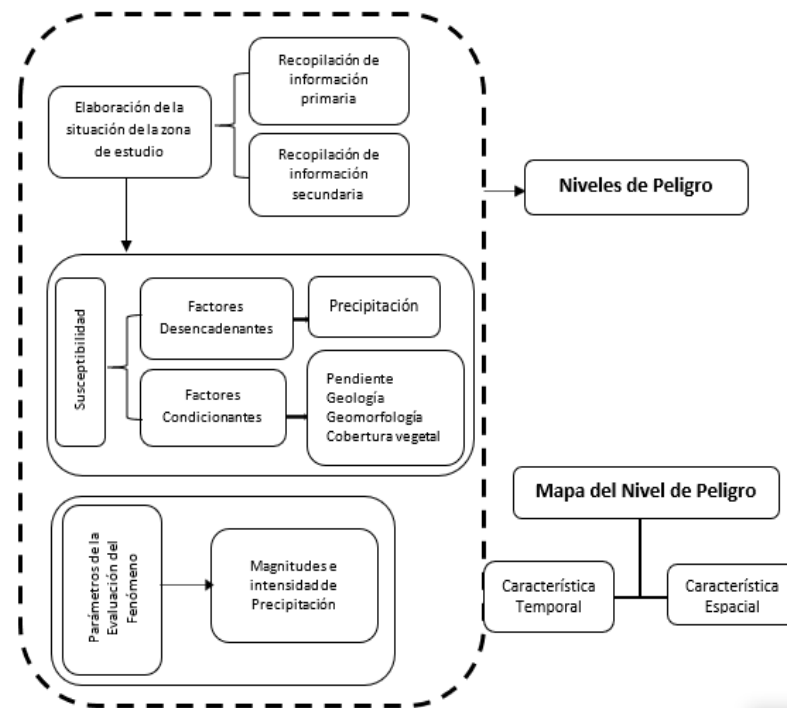 Recopilación de
información
primaria
Elaboración de la
situación de la zona
de estudio
Recopilación de
información
secundaria
Niveles de Peligro
Susceptibilidad
Factores
Desencadenantes
Precipitación
Factores
Condicionantes
Pendiente
Geología
Geomorfología
Cobertura vegetal
Mapa del Nivel de Peligro
Característica
Temporal
Característica
Espacial
Parámetros de la
Evaluación del
Fenómeno
Magnitudes e
intensidad de
Precipitación